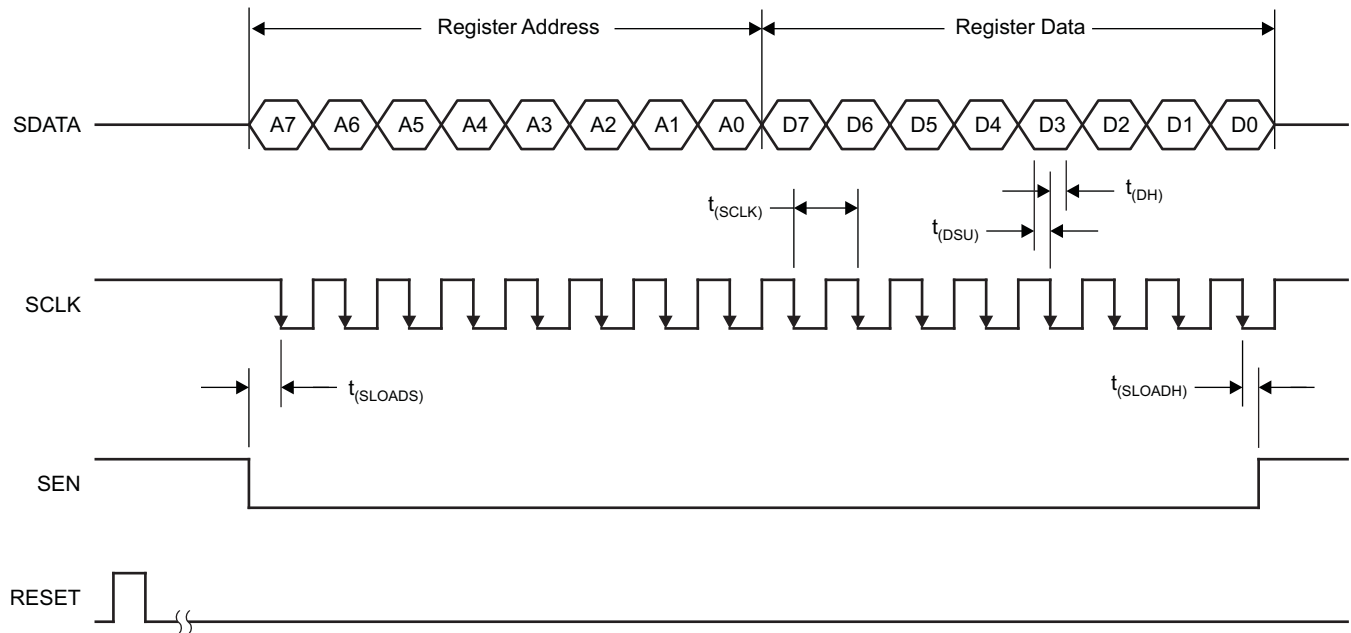 Register Address Register Data
SDATA A7 A6 A5 A4 A3 A2 A1 A0 D7 D6 D5 D4 D3 D2 D1 D0
t(DH)
t(SCLK)
t(DSU)
SCLK
t(SLOADS) t(SLOADH)
SEN
RESET